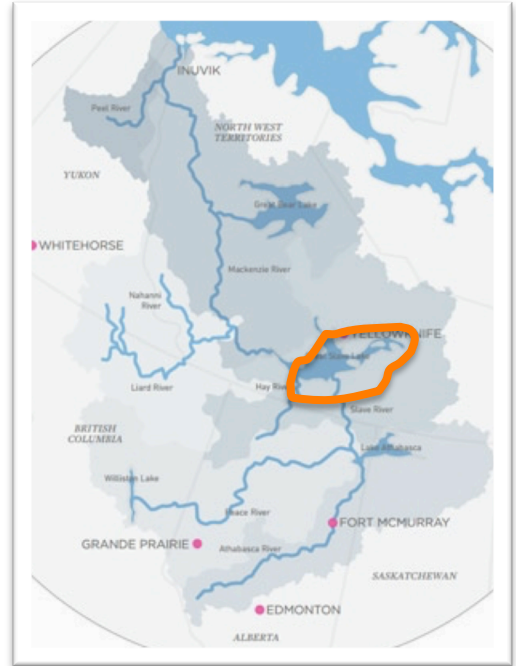 INUVIK
Peel River
NORTH WEST
TERRITORIES
YUKON
Great Bear Lake
WHITEHORSE
Mackenzie River
Nahanni
River
YELLOWKNIFE
Slave Lake
Liard River
Hay River
Slave River
BRITISH
COLUMBIA
Lake Athabasca
Williston Lake
Peace River
FORT MCMURRAY
GRANDE PRAIRIE
Athabasca River
SASKATCHEWAN
EDMONTON
ALBERTA